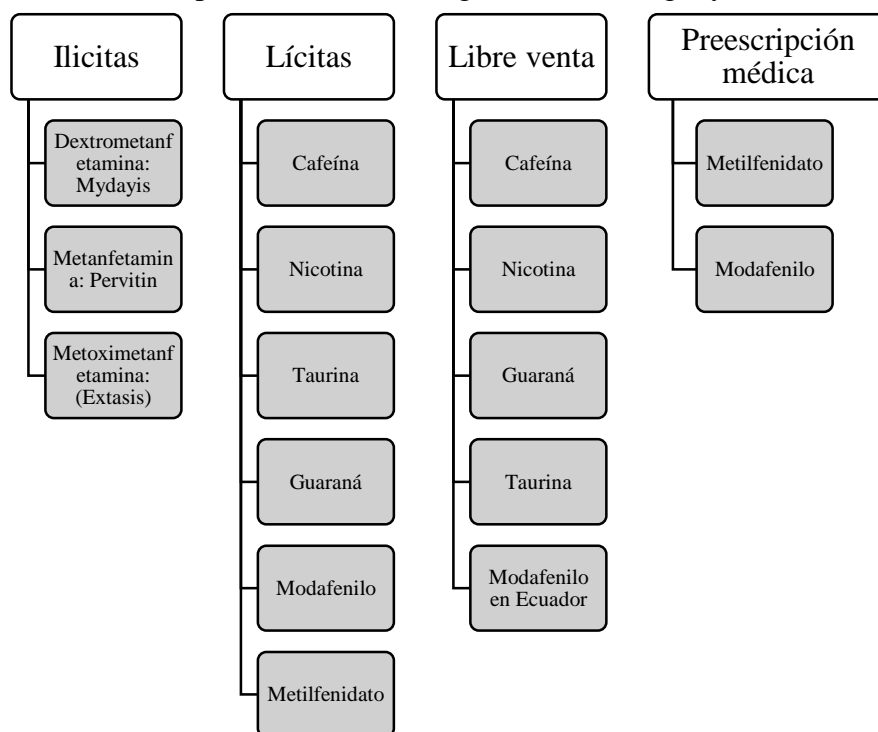 Ilicitas
Dextrometanf
etamina:
Mydayis
Metanfetamin
a: Pervitin
Metoximetanf
etamina:
(Extasis)
Lícitas
Cafeína
Nicotina
Taurina
Guaraná
Modafenilo
Metilfenidato
Libre venta
Cafeína
Nicotina
Guaraná
Taurina
Modafenilo
en Ecuador
Preescripción
médica
Metilfenidato
Modafenilo